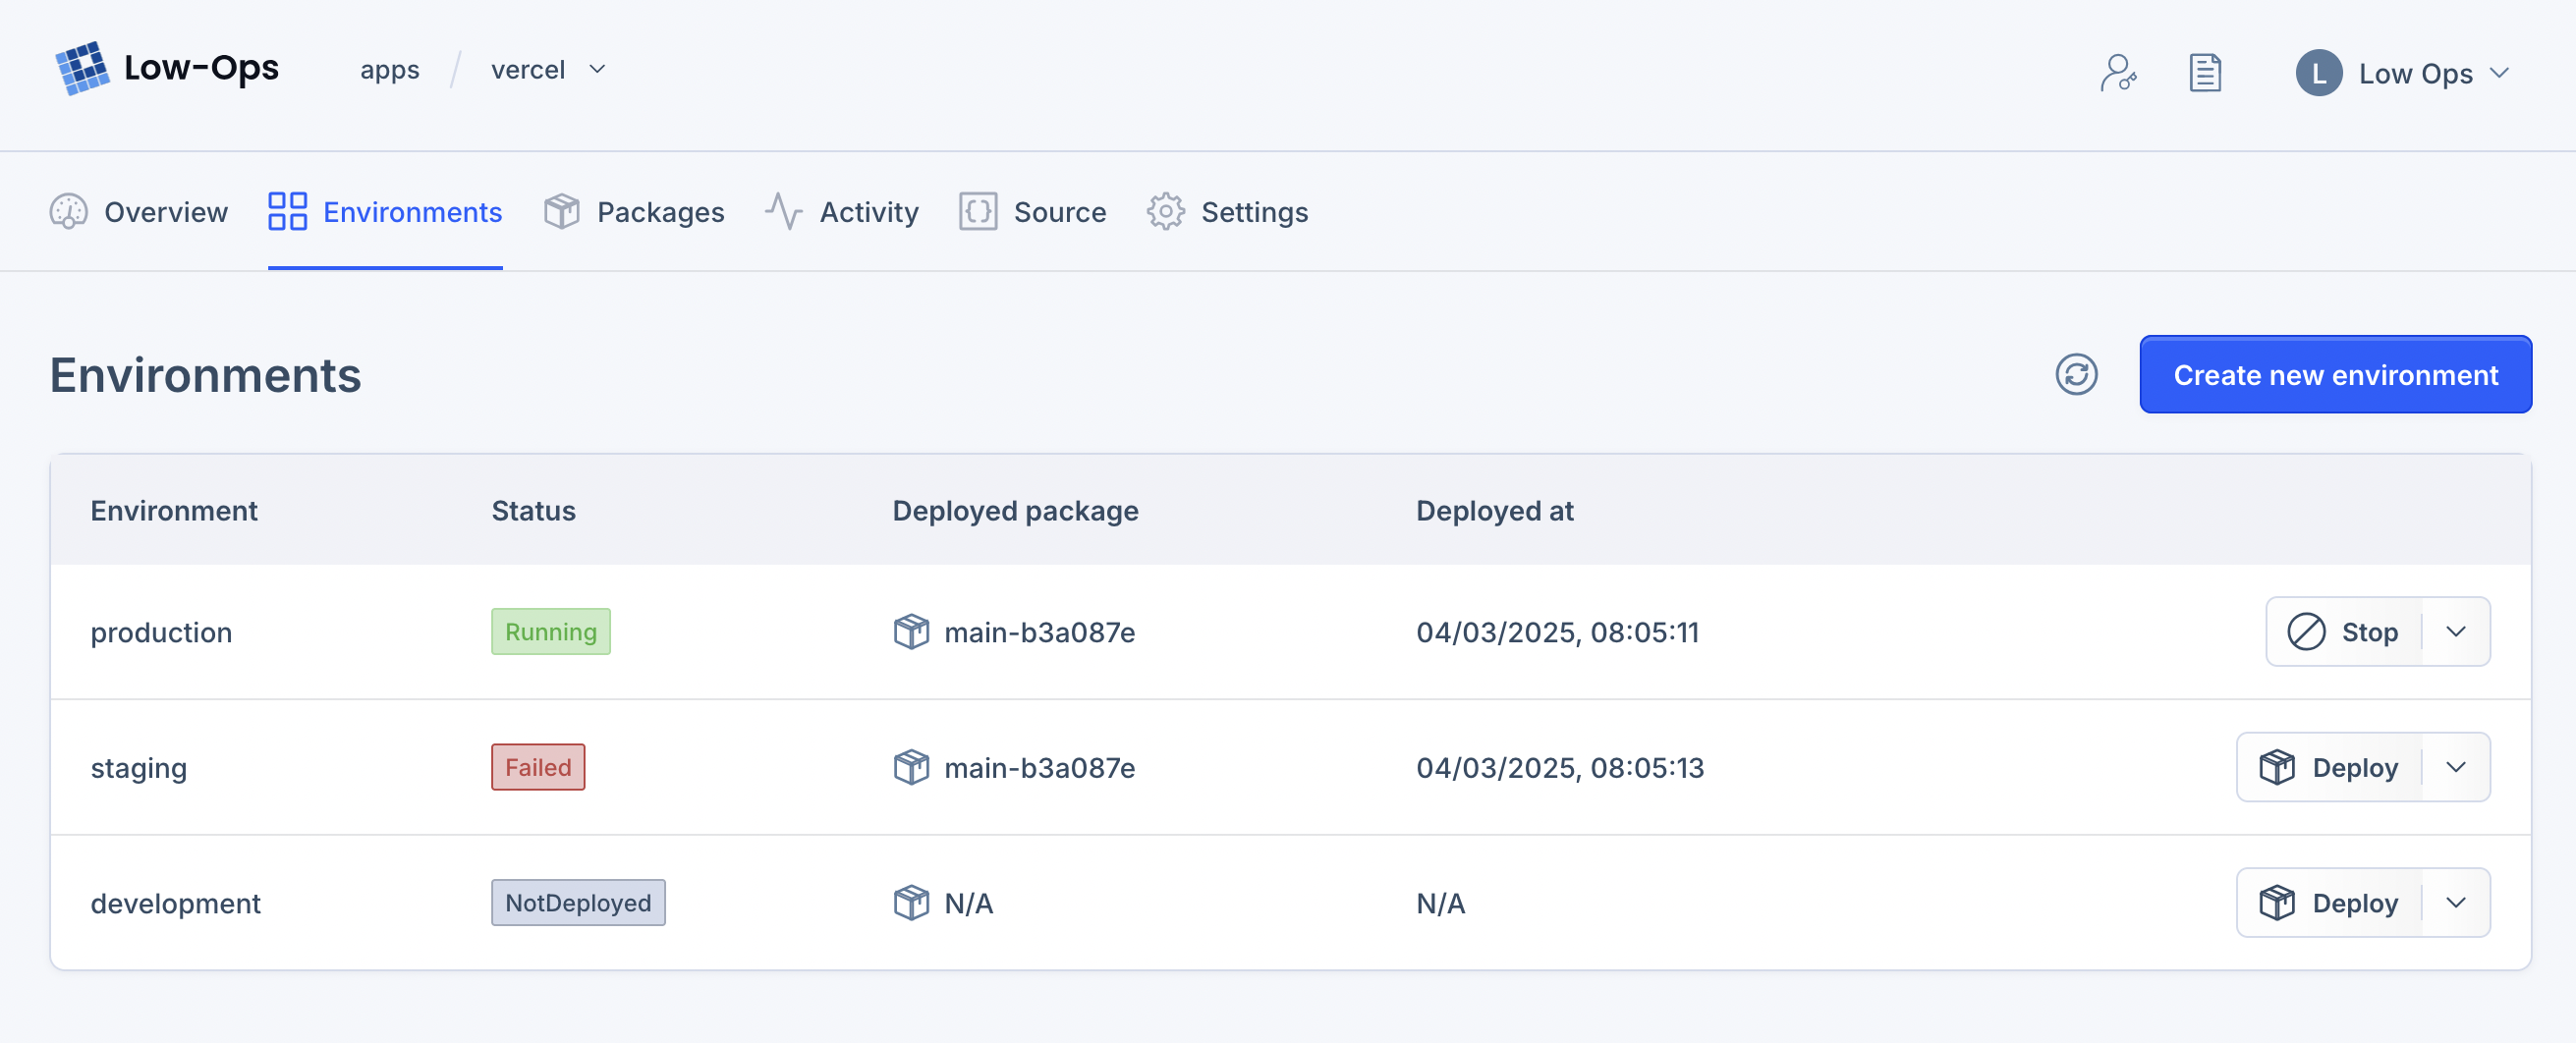 Low-Ops apps / vercel L Low Ops
Overview Environments Packages Activity Source Settings
Environments Create new environment
Environment Status Deployed package Deployed at
production Running main-b3a087e 04/03/2025, 08:05:11 Stop
staging Failed main-b3a087e 04/03/2025, 08:05:13 Deploy
development NotDeployed N/A N/A Deploy